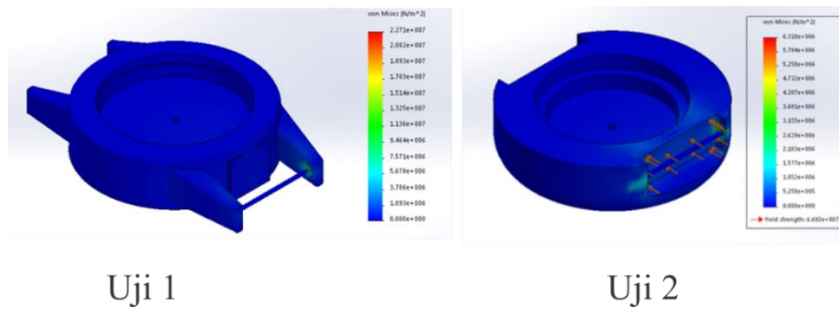 von Mises (N/m^2)
2.271e+007
2.082e+007
1.893e+007
1.703e+007
1.514e+007
1.325e+007
1.136e+007
9.464e+006
7.571e+006
5.678e+006
3.786e+006
1.893e+006
0.000e+000
von Mises (N/m^2)
6.310e+006
5.784e+006
5.258e+006
4.732e+006
4.207e+006
3.681e+006
3.155e+006
2.629e+006
2.103e+006
1.577e+006
1.052e+006
5.258e+005
0.000e+000
Yield strength:
Uji 1
Uji 2